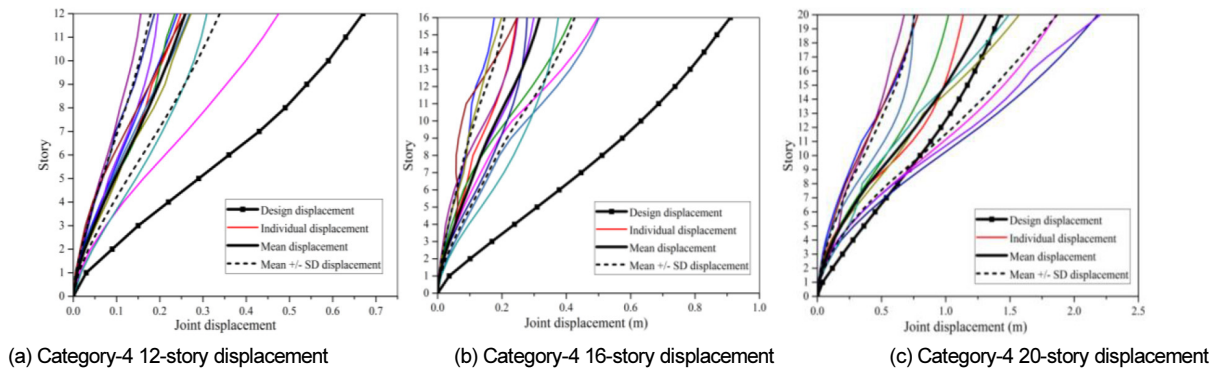 12
11
10
9
8
7
6
5
4
3
2
1
0
Story
0.0 0.1 0.2 0.3 0.4 0.5 0.6 0.7
Joint displacement
Design displacement
Individual displacement
Mean displacement
Mean +/- SD displacement
(a) Category-4 12-story displacement
16
15
14
13
12
11
10
9
8
7
6
5
4
3
2
1
0
Story
0.0 0.2 0.4 0.6 0.8 1.0
Joint displacement (m)
Design displacement
Individual displacement
Mean displacement
Mean +/- SD displacement
(b) Category-4 16-story displacement
20
19
18
17
16
15
14
13
12
11
10
9
8
7
6
5
4
3
2
1
0
Story
0.0 0.5 1.0 1.5 2.0 2.5
Joint displacement (m)
Design displacement
Individual displacement
Mean displacement
Mean +/- SD displacement
(c) Category-4 20-story displacement